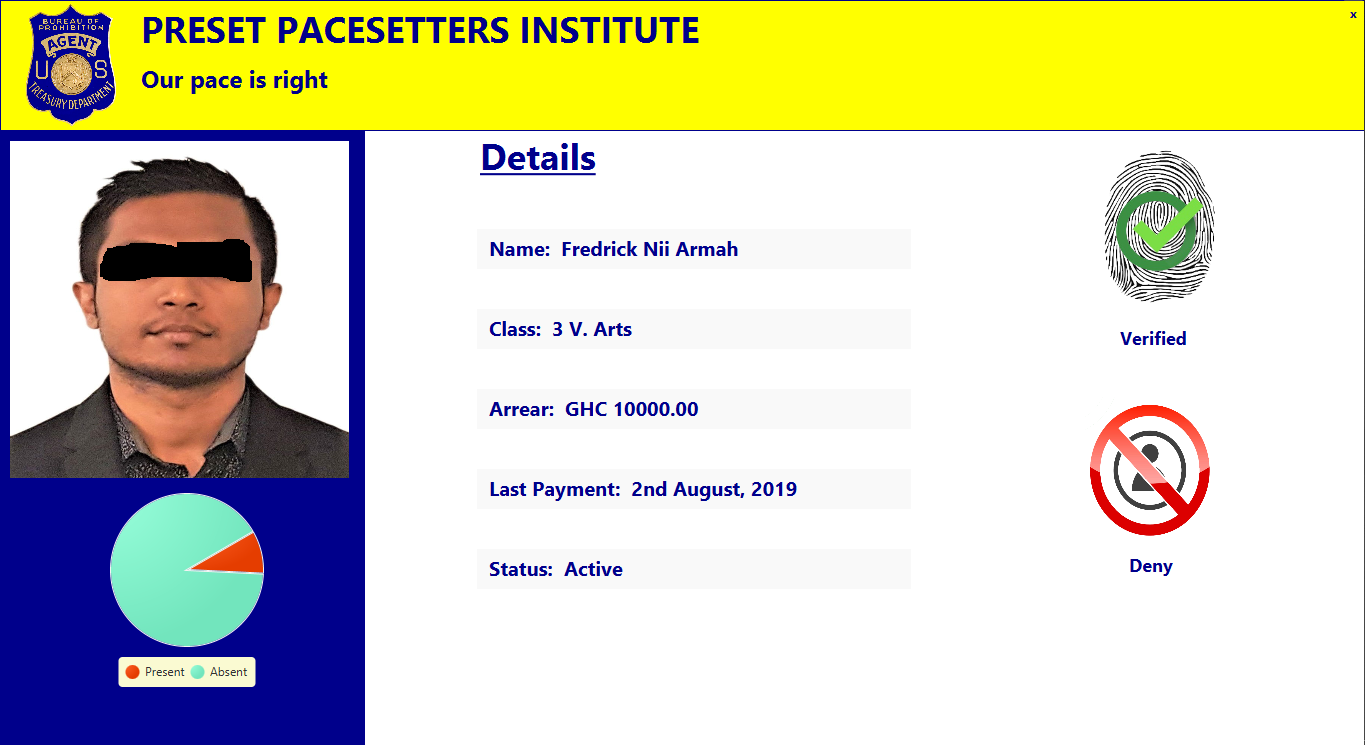 BUREAU OF
PROHIBITION
AGENT
U S
TREASURY DEPARTMENT
PRESET PACESETTERS INSTITUTE
Our pace is right
x
Details
Name: Fredrick Nii Armah
Class: 3 V. Arts
Arrear: GHC 10000.00
Last Payment: 2nd August, 2019
Status: Active
Verified
Deny
Present Absent